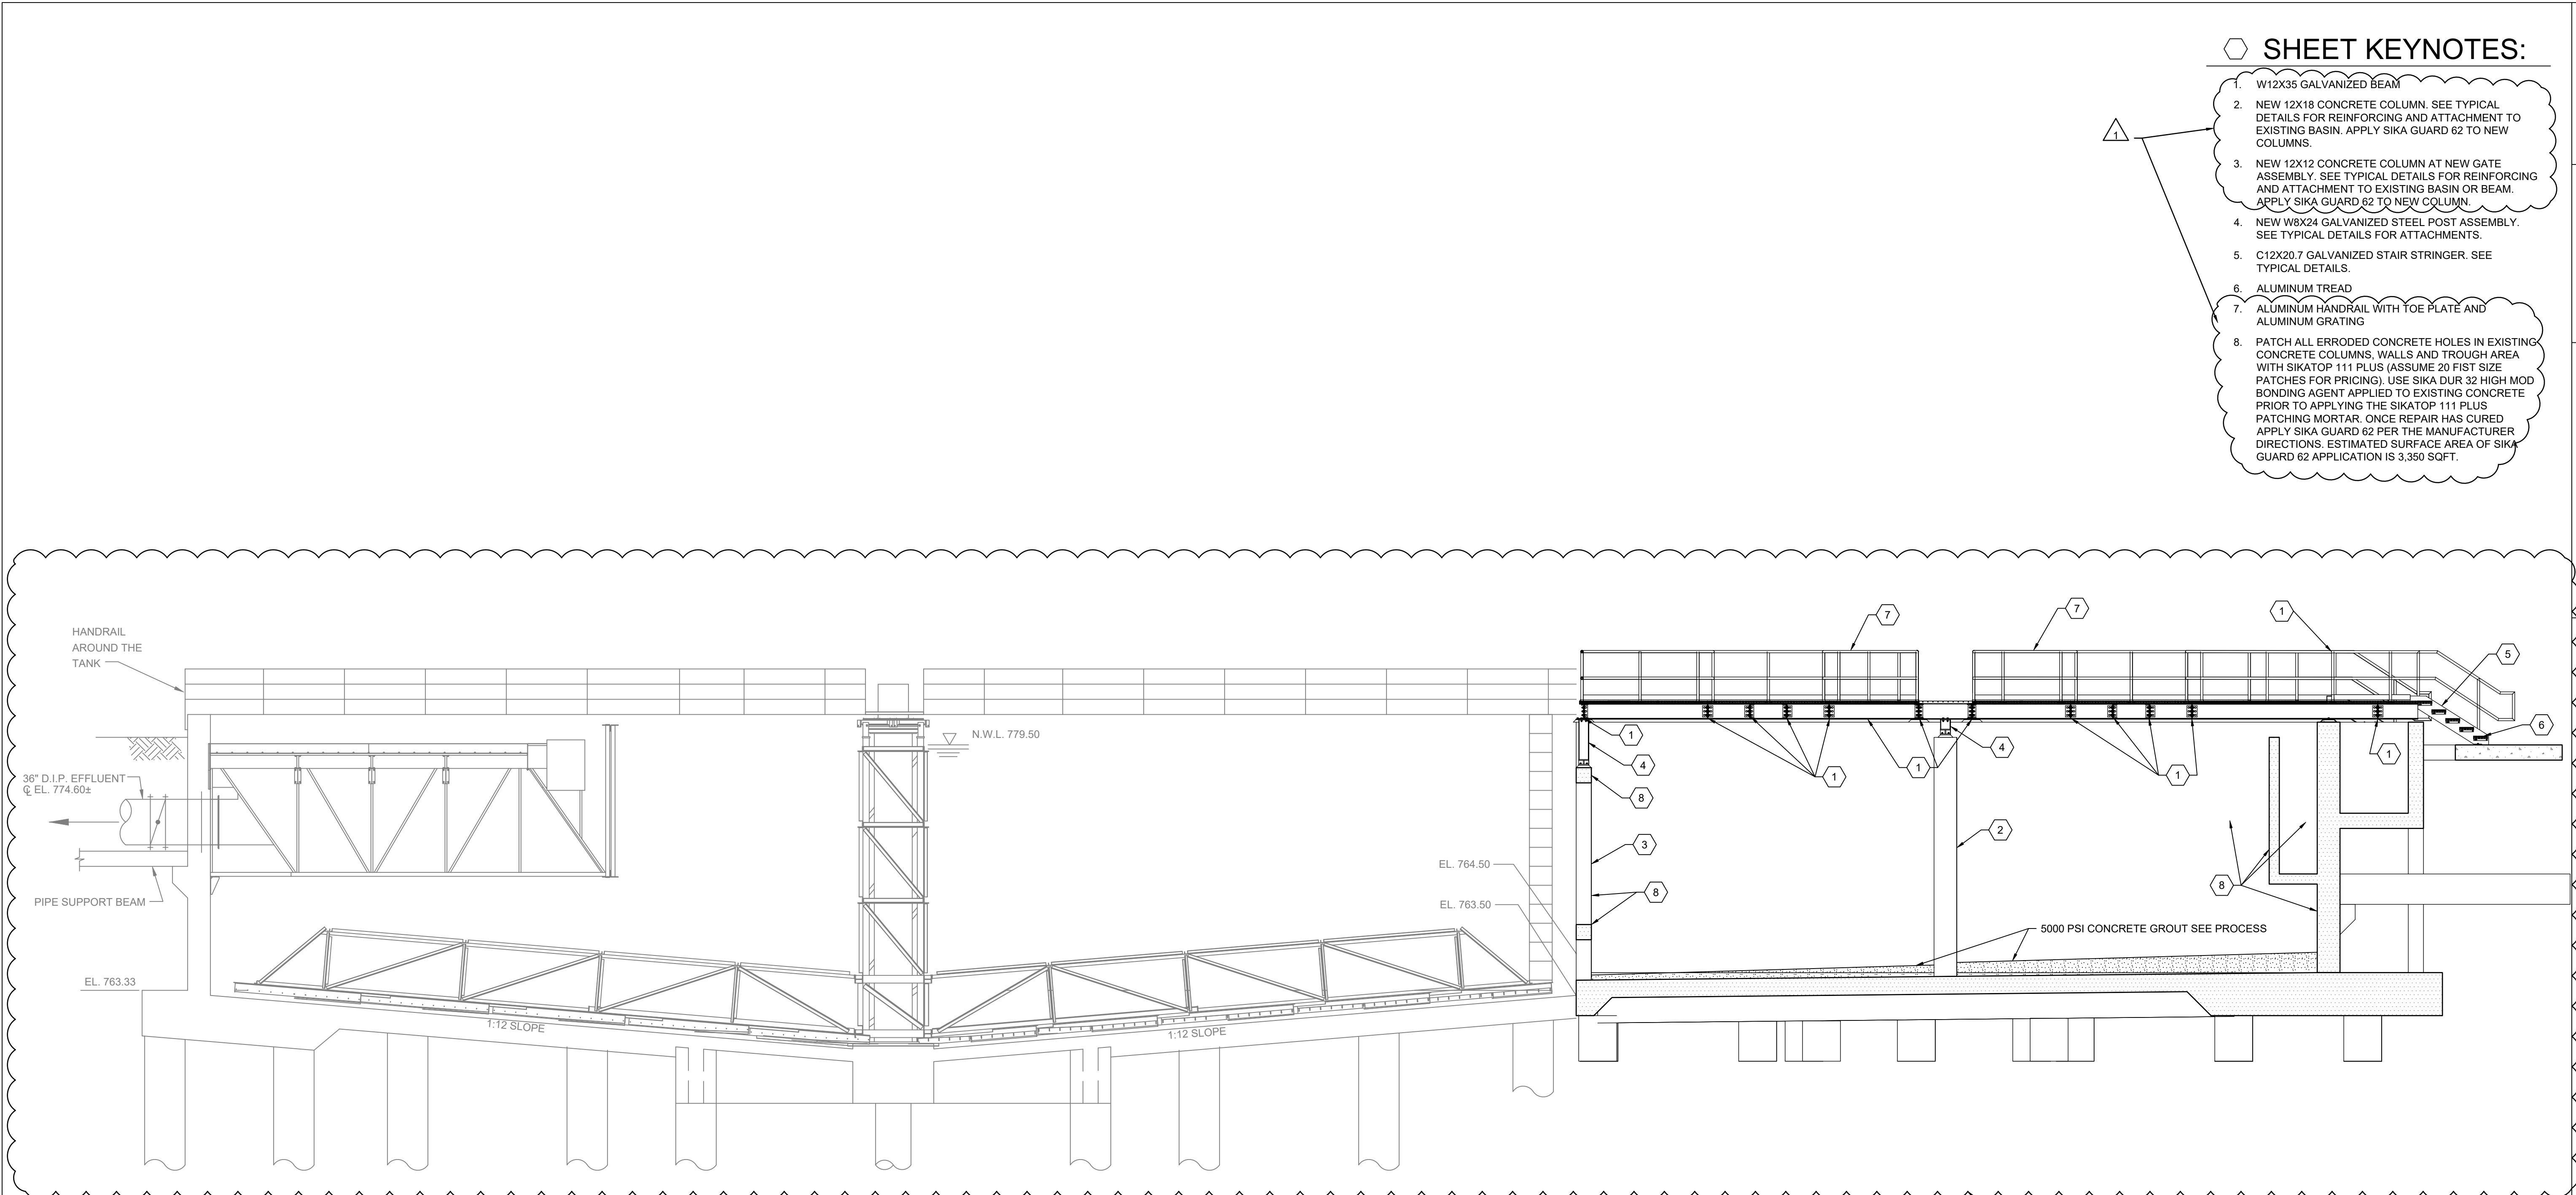 SHEET KEYNOTES:
1. W12X35 GALVANIZED BEAM
2. NEW 12X18 CONCRETE COLUMN. SEE TYPICAL
DETAILS FOR REINFORCING AND ATTACHMENT TO
EXISTING BASIN. APPLY SIKA GUARD 62 TO NEW
COLUMNS.
1
3. NEW 12X12 CONCRETE COLUMN AT NEW GATE
ASSEMBLY. SEE TYPICAL DETAILS FOR REINFORCING
AND ATTACHMENT TO EXISTING BASIN OR BEAM.
APPLY SIKA GUARD 62 TO NEW COLUMN.
4. NEW W8X24 GALVANIZED STEEL POST ASSEMBLY.
SEE TYPICAL DETAILS FOR ATTACHMENTS.
5. C12X20.7 GALVANIZED STAIR STRINGER. SEE
TYPICAL DETAILS.
6. ALUMINUM TREAD
7. ALUMINUM HANDRAIL WITH TOE PLATE AND
ALUMINUM GRATING
8. PATCH ALL ERRODED CONCRETE HOLES IN EXISTING
CONCRETE COLUMNS, WALLS AND TROUGH AREA
WITH SIKATOP 111 PLUS (ASSUME 20 FIST SIZE
PATCHES FOR PRICING). USE SIKA DUR 32 HIGH MOD
BONDING AGENT APPLIED TO EXISTING CONCRETE
PRIOR TO APPLYING THE SIKATOP 111 PLUS
PATCHING MORTAR. ONCE REPAIR HAS CURED
APPLY SIKA GUARD 62 PER THE MANUFACTURER
DIRECTIONS. ESTIMATED SURFACE AREA OF SIKA
GUARD 62 APPLICATION IS 3,350 SQFT.
HANDRAIL
AROUND THE
TANK
7
7
1
5
6
N.W.L. 779.50
1
4
4
1
1
1
1
36" D.I.P. EFFLUENT
℄ EL. 774.60±
8
2
3
EL. 764.50
8
8
PIPE SUPPORT BEAM
EL. 763.50
5000 PSI CONCRETE GROUT SEE PROCESS
EL. 763.33
1:12 SLOPE
1:12 SLOPE